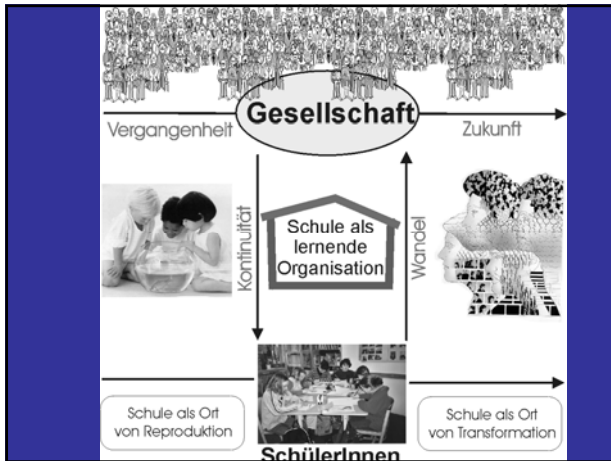 Gesellschaft
Vergangenheit
Zukunft
Kontinuität
Schule als
lernende
Organisation
Wandel
Schule als Ort
von Reproduktion
SchülerInnen
Schule als Ort
von Transformation